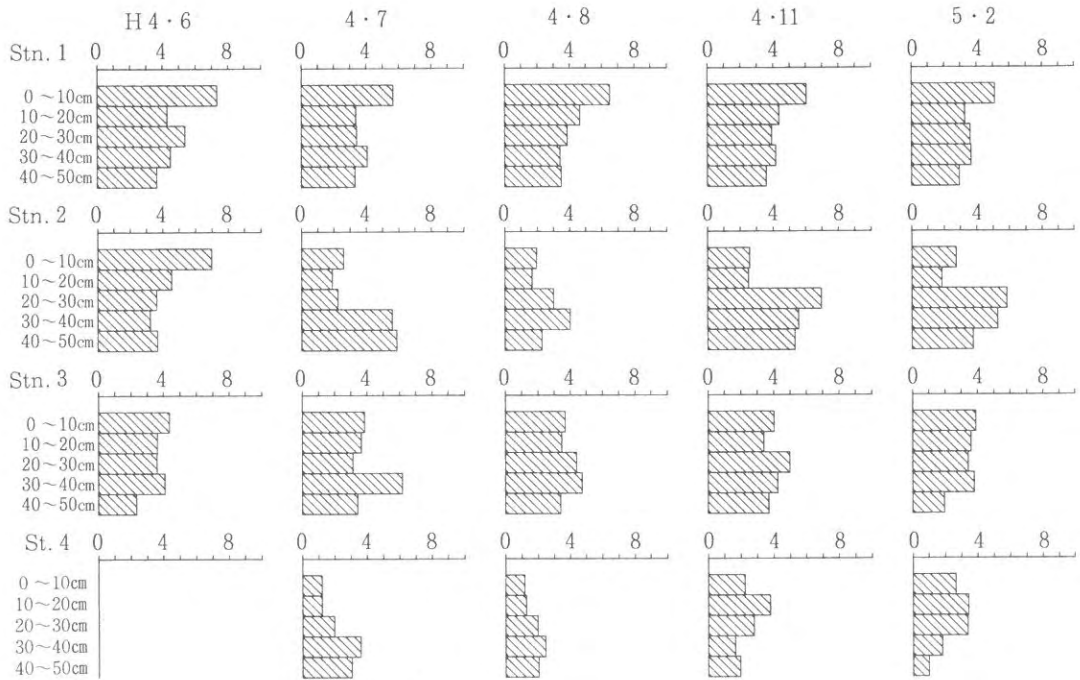 H4・6 4・7 4・8 4・11 5・2
Stn. 1 0 4 8 0 4 8 0 4 8 0 4 8 0 4 8
0～10cm
10～20cm
20～30cm
30～40cm
40～50cm
Stn. 2 0 4 8 0 4 8 0 4 8 0 4 8 0 4 8
0～10cm
10～20cm
20～30cm
30～40cm
40～50cm
Stn. 3 0 4 8 0 4 8 0 4 8 0 4 8 0 4 8
0～10cm
10～20cm
20～30cm
30～40cm
40～50cm
St. 4 0 4 8 0 4 8 0 4 8 0 4 8 0 4 8
0～10cm
10～20cm
20～30cm
30～40cm
40～50cm